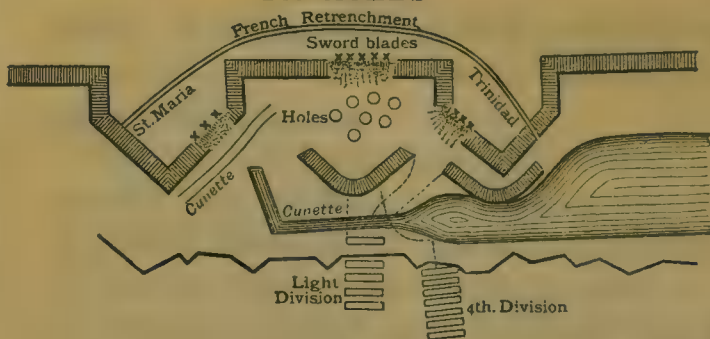 French Retrenchment
Sword blades
St. Maria
Trinidad
Holes
Cunette
Cunette
Light
Division
4th. Division